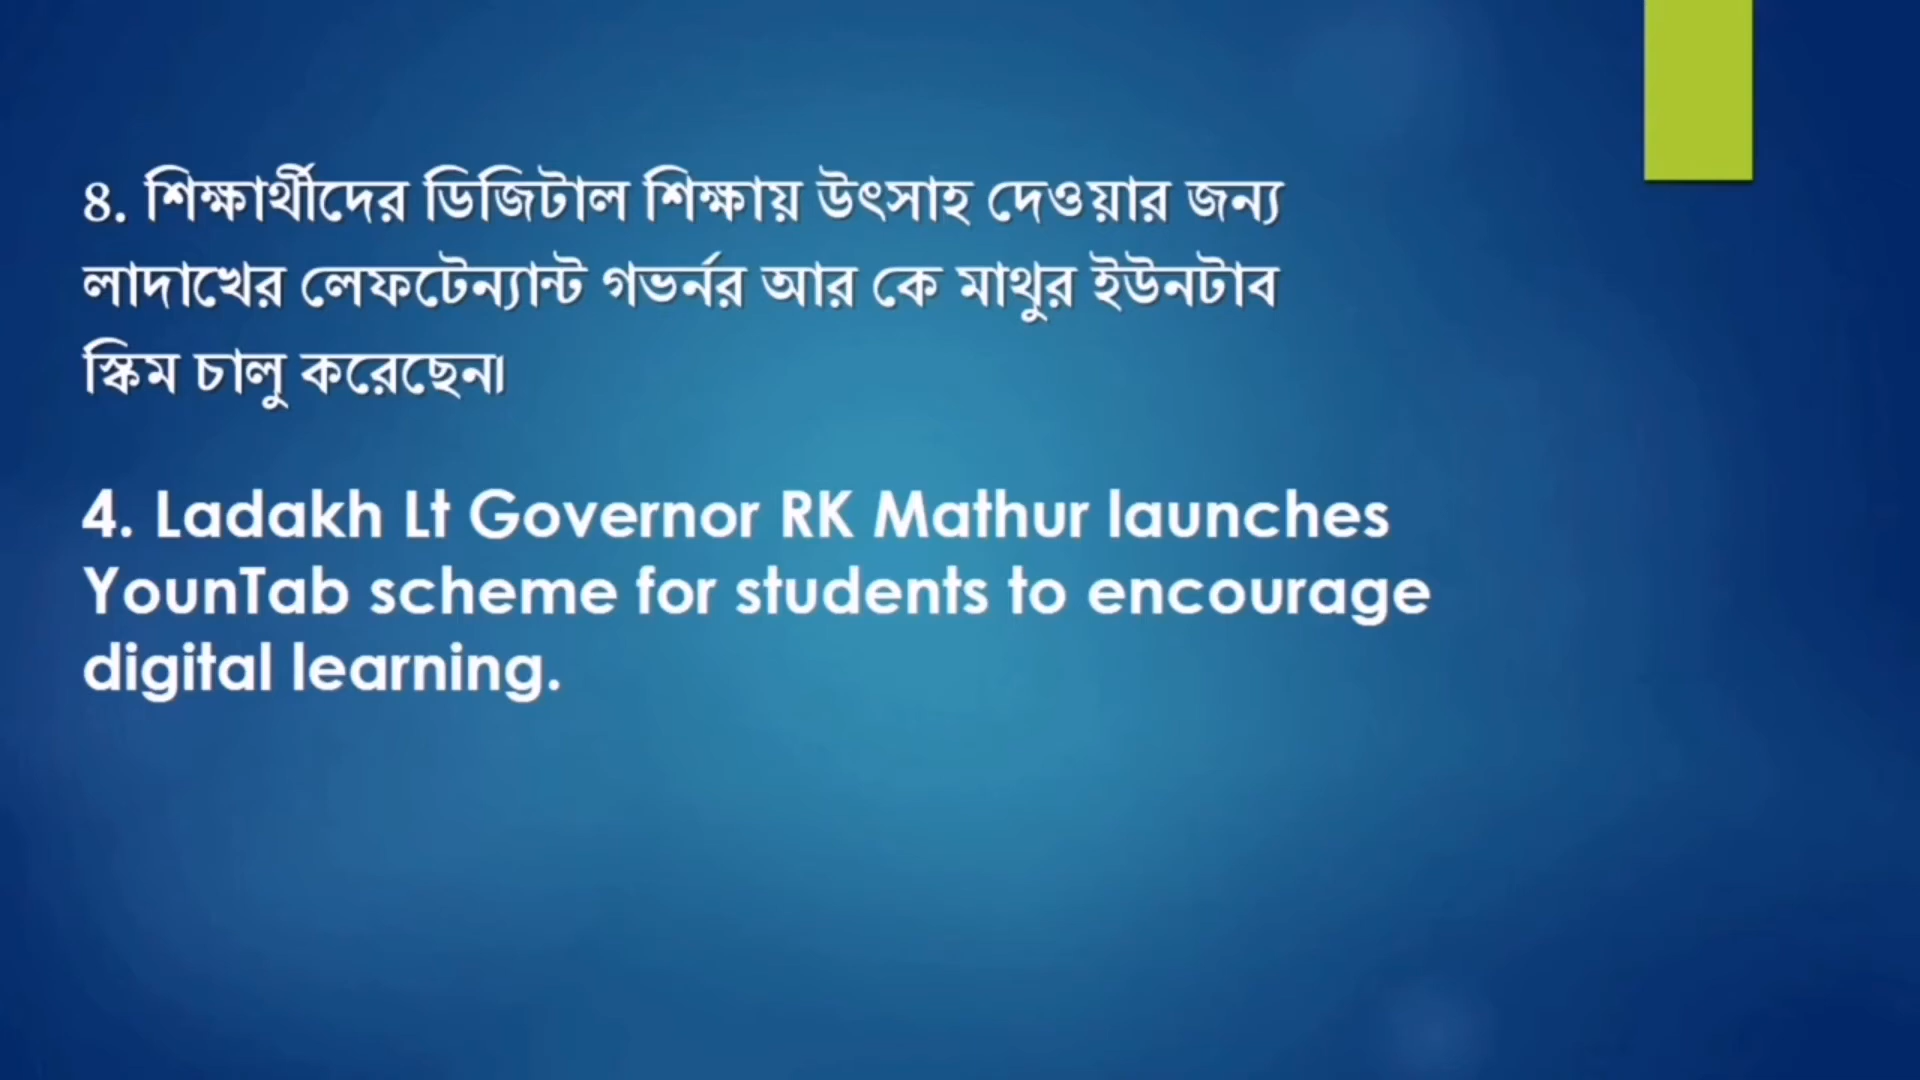 ৪. শিক্ষার্থীদের ডিজিটাল শিক্ষায় উৎসাহ দেওয়ার জন্য
লাদাখের লেফটেন্যান্ট গভর্নর আর কে মাথুর ইউনটাব
স্কিম চালু করেছেন৷
4. Ladakh Lt Governor RK Mathur launches
YounTab scheme for students to encourage
digital learning.